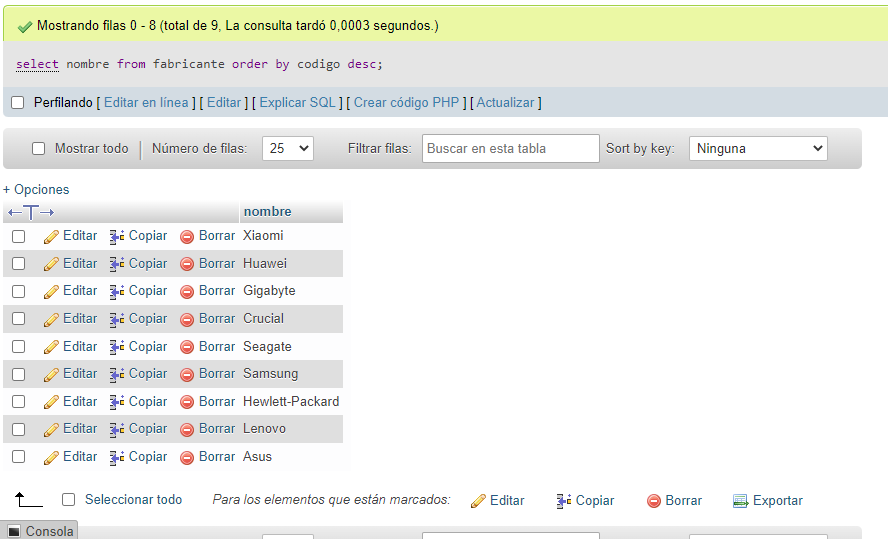 Mostrando filas 0 - 8 (total de 9, La consulta tardó 0,0003 segundos.)
select nombre from fabricante order by codigo desc;
Perfilando [ Editar en línea ] [ Editar ] [ Explicar SQL ] [ Crear código PHP ] [ Actualizar ]
Mostrar todo Número de filas: 25 Filtrar filas: Buscar en esta tabla Sort by key: Ninguna
+ Opciones
nombre
Editar Copiar Borrar Xiaomi
Editar Copiar Borrar Huawei
Editar Copiar Borrar Gigabyte
Editar Copiar Borrar Crucial
Editar Copiar Borrar Seagate
Editar Copiar Borrar Samsung
Editar Copiar Borrar Hewlett-Packard
Editar Copiar Borrar Lenovo
Editar Copiar Borrar Asus
Seleccionar todo Para los elementos que están marcados: Editar Copiar Borrar Exportar
Consola